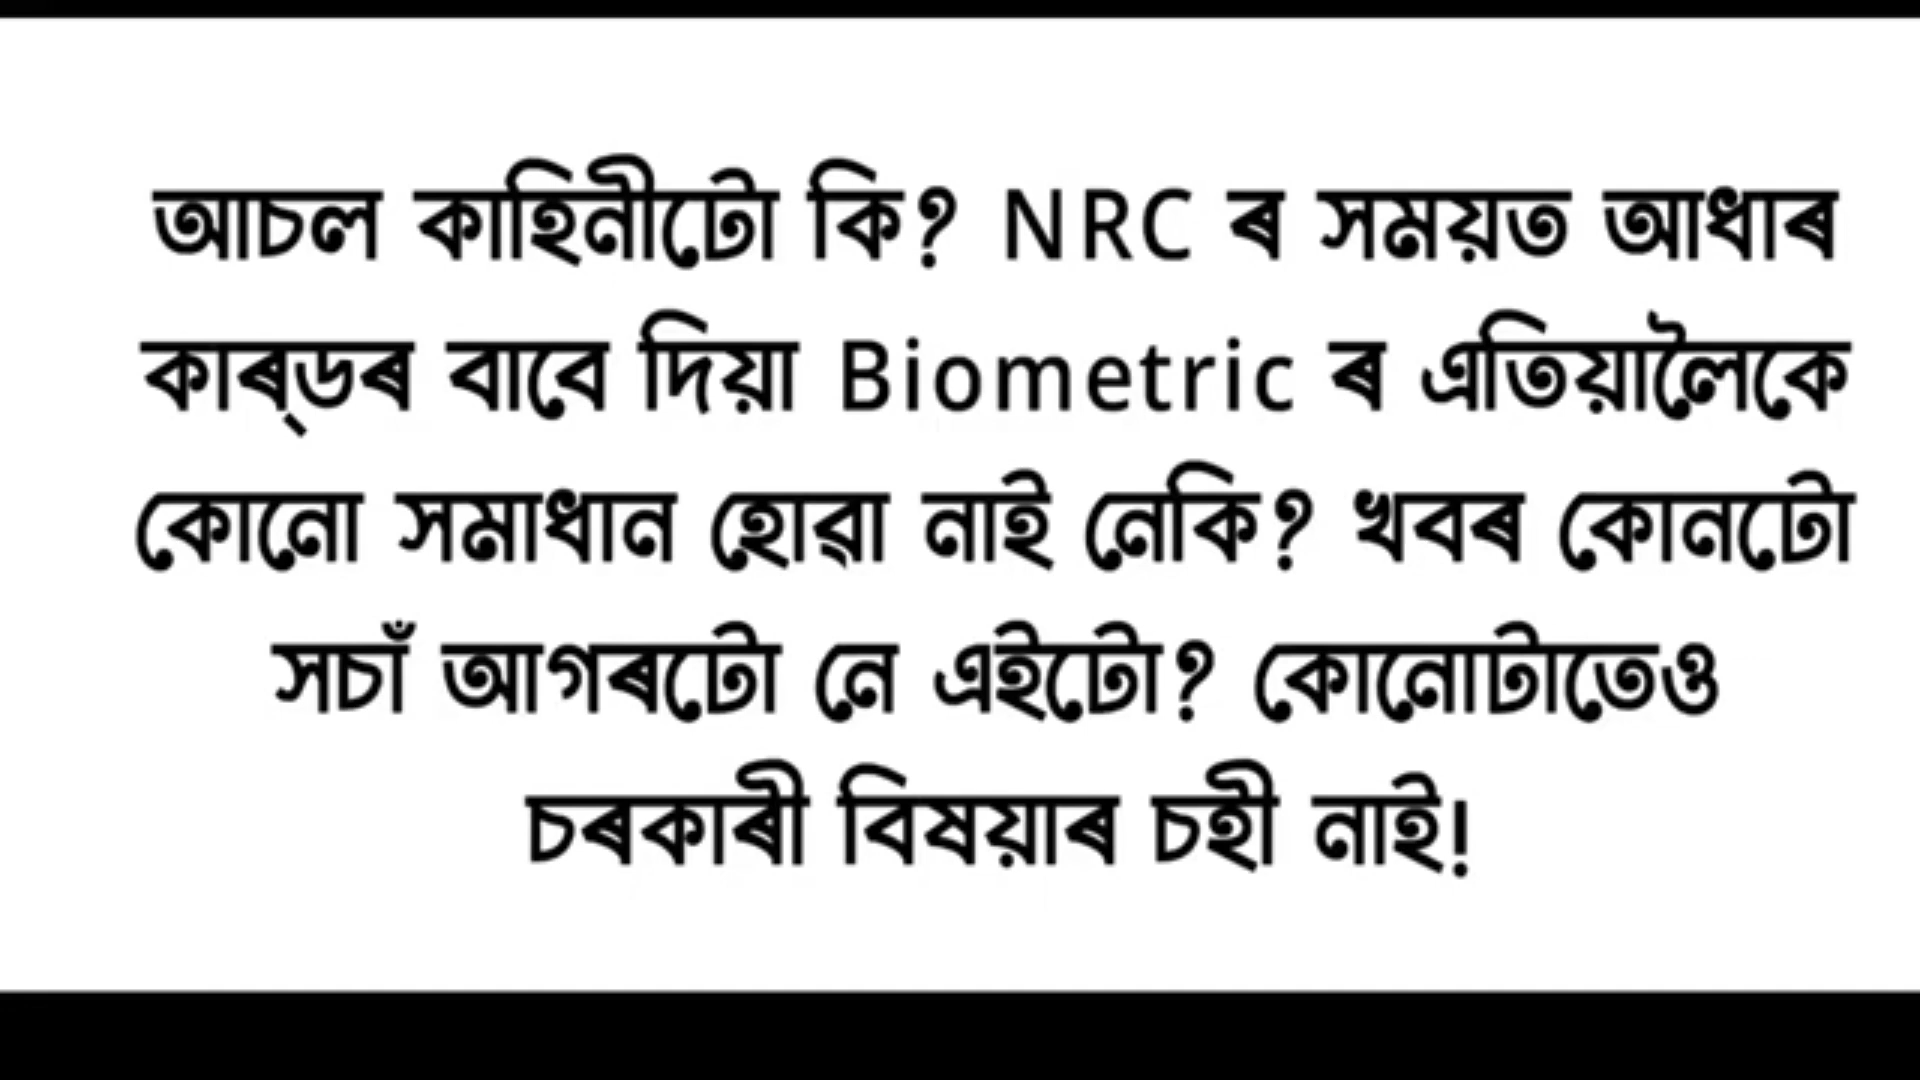 আচল কাহিনীটো কি? NRC ৰ সময়ত আধাৰ
কাৰ্ডৰ বাবে দিয়া Biometric ৰ এতিয়ালৈকে
কোনো সমাধান হোৱা নাই নেকি? খবৰ কোনটো
সচাঁ আগৰটো নে এইটো? কোনোটাতেও
চৰকাৰী বিষয়াৰ চহী নাই!